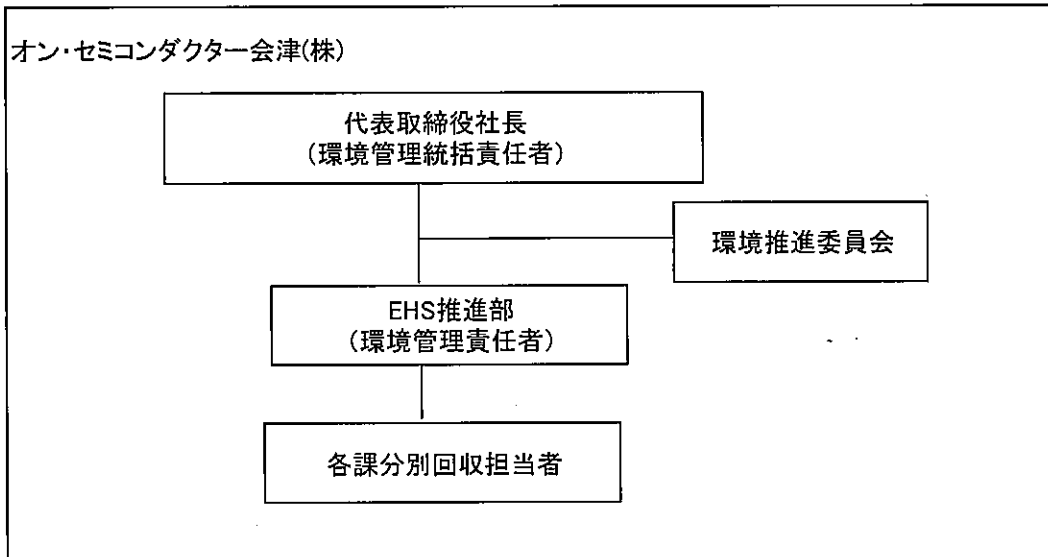 オン・セミコンダクター会津(株)
代表取締役社長
（環境管理統括責任者）
環境推進委員会
EHS推進部
（環境管理責任者）
各課分別回収担当者